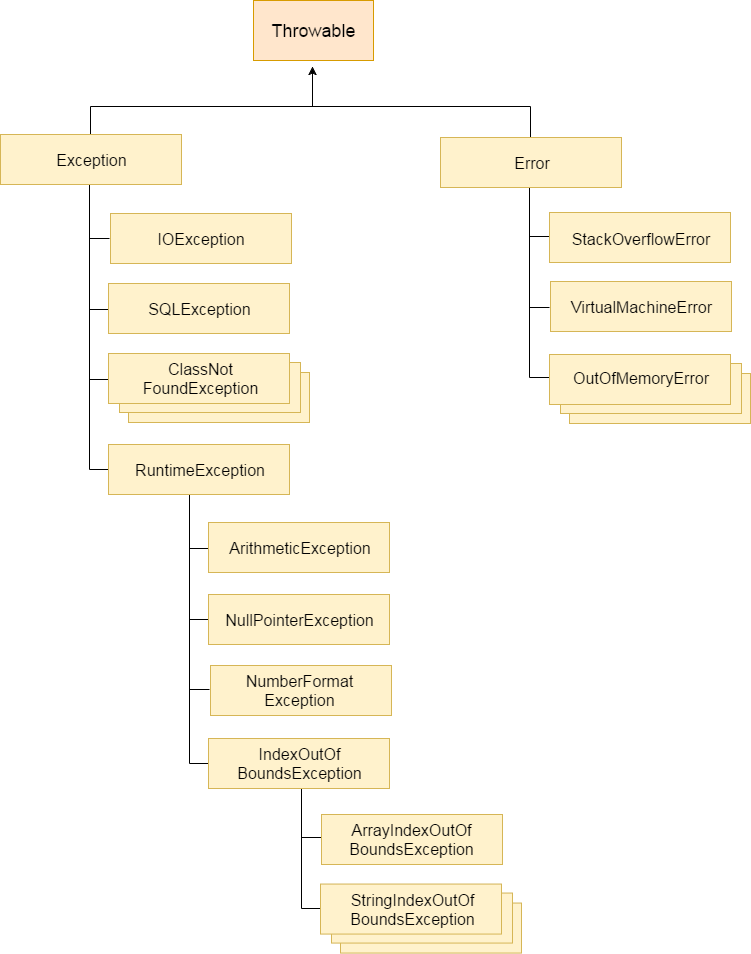 Throwable
Exception
Error
IOException
StackOverflowError
SQLException
VirtualMachineError
ClassNot
FoundException
OutOfMemoryError
RuntimeException
ArithmeticException
NullPointerException
NumberFormat
Exception
IndexOutOf
BoundsException
ArrayIndexOutOf
BoundsException
StringIndexOutOf
BoundsException